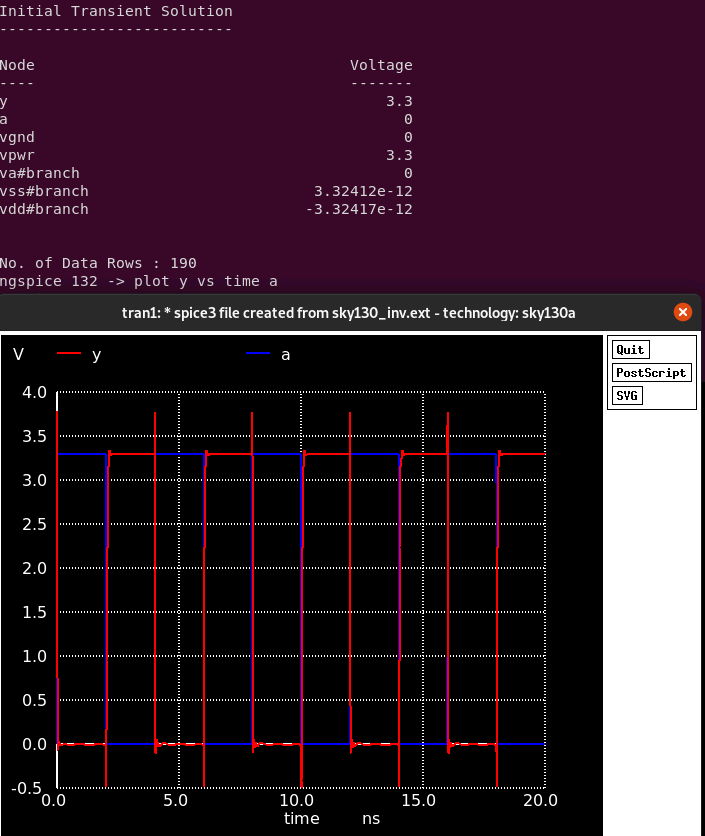 Initial Transient Solution
--------------------------
Node Voltage
---- -------
y 3.3
a 0
vgnd 0
vpwr 3.3
va#branch 0
vss#branch 3.32412e-12
vdd#branch -3.32417e-12
No. of Data Rows : 190
ngspice 132 -> plot y vs time a
tran1: * spice3 file created from sky130_inv.ext - technology: sky130a
V y a
Quit
PostScript
SVG
4.0
3.5
3.0
2.5
2.0
1.5
1.0
0.5
0.0
-0.5
0.0 5.0 10.0 15.0 20.0
time ns